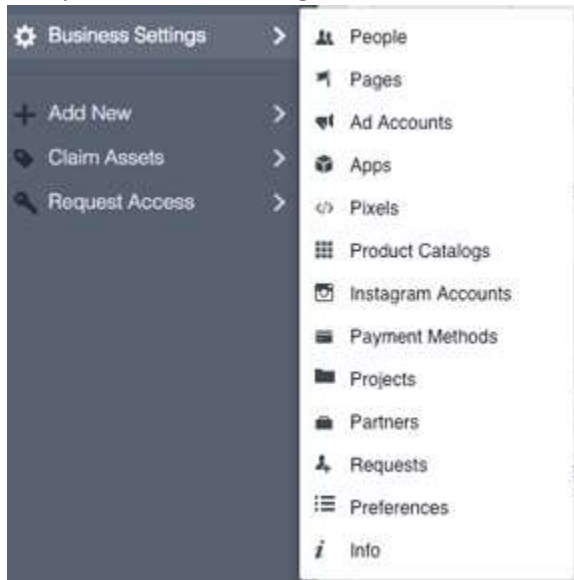 Business Settings
Add New
Claim Assets
Request Access
People
Pages
Ad Accounts
Apps
Pixels
Product Catalogs
Instagram Accounts
Payment Methods
Projects
Partners
Requests
Preferences
Info